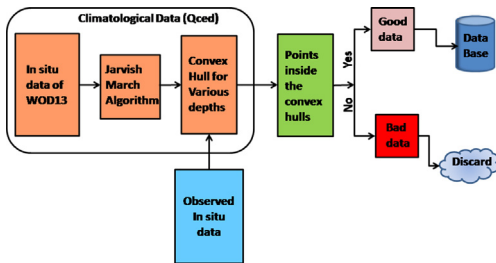 Climatological Data (Qced)
In situ
data of
WOD13
Jarvish
March
Algorithm
Convex
Hull for
Various
depths
Points
inside
the
convex
hulls
Yes
No
Good
data
Data
Base
Bad
data
Discard
Observed
In situ
data